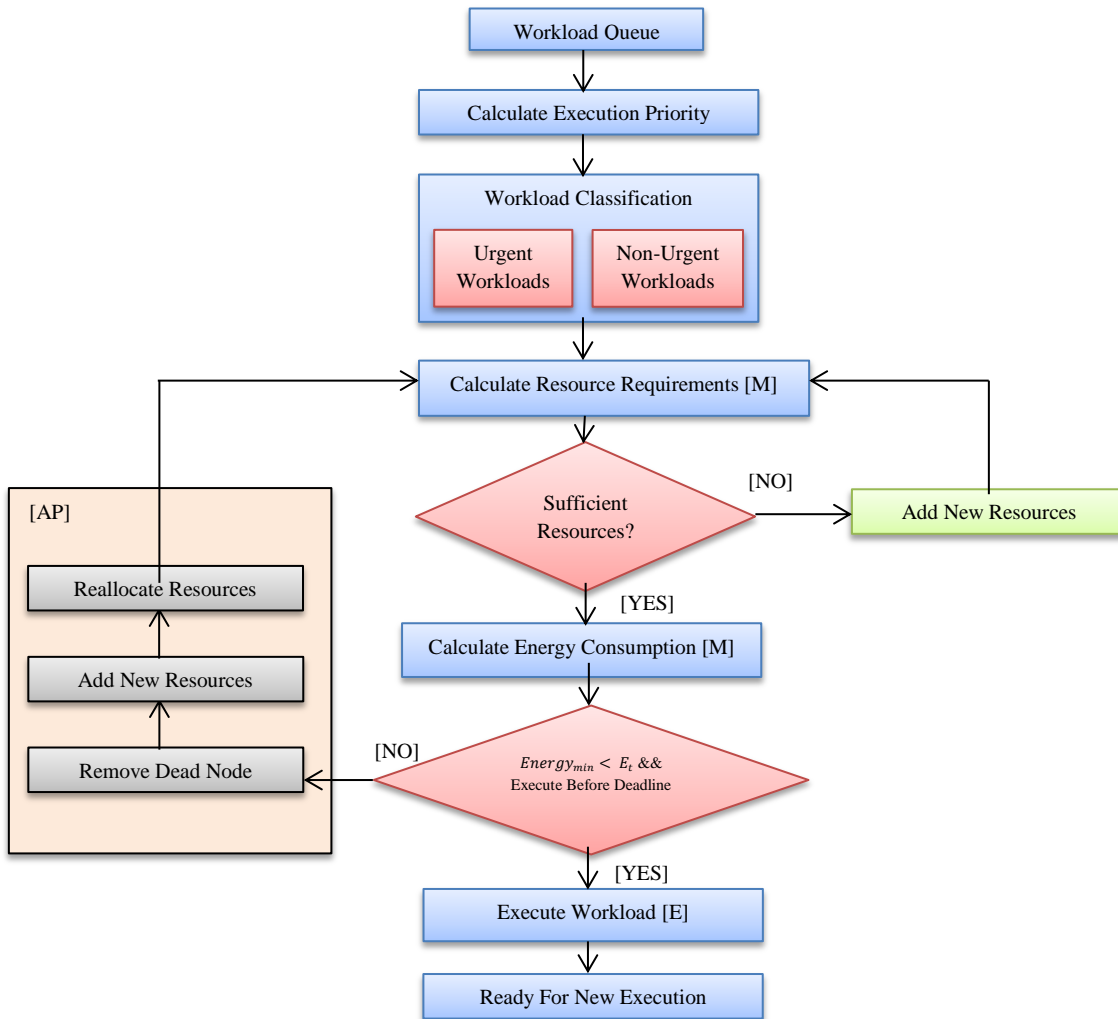 Workload Queue
Calculate Execution Priority
Workload Classification
Urgent
Workloads
Non-Urgent
Workloads
Calculate Resource Requirements [M]
Sufficient
Resources?
[NO]
Add New Resources
[YES]
[AP]
Reallocate Resources
Add New Resources
Remove Dead Node
Calculate Energy Consumption [M]
[NO]
Energy_min < E_t &&
Execute Before Deadline
[YES]
Execute Workload [E]
Ready For New Execution